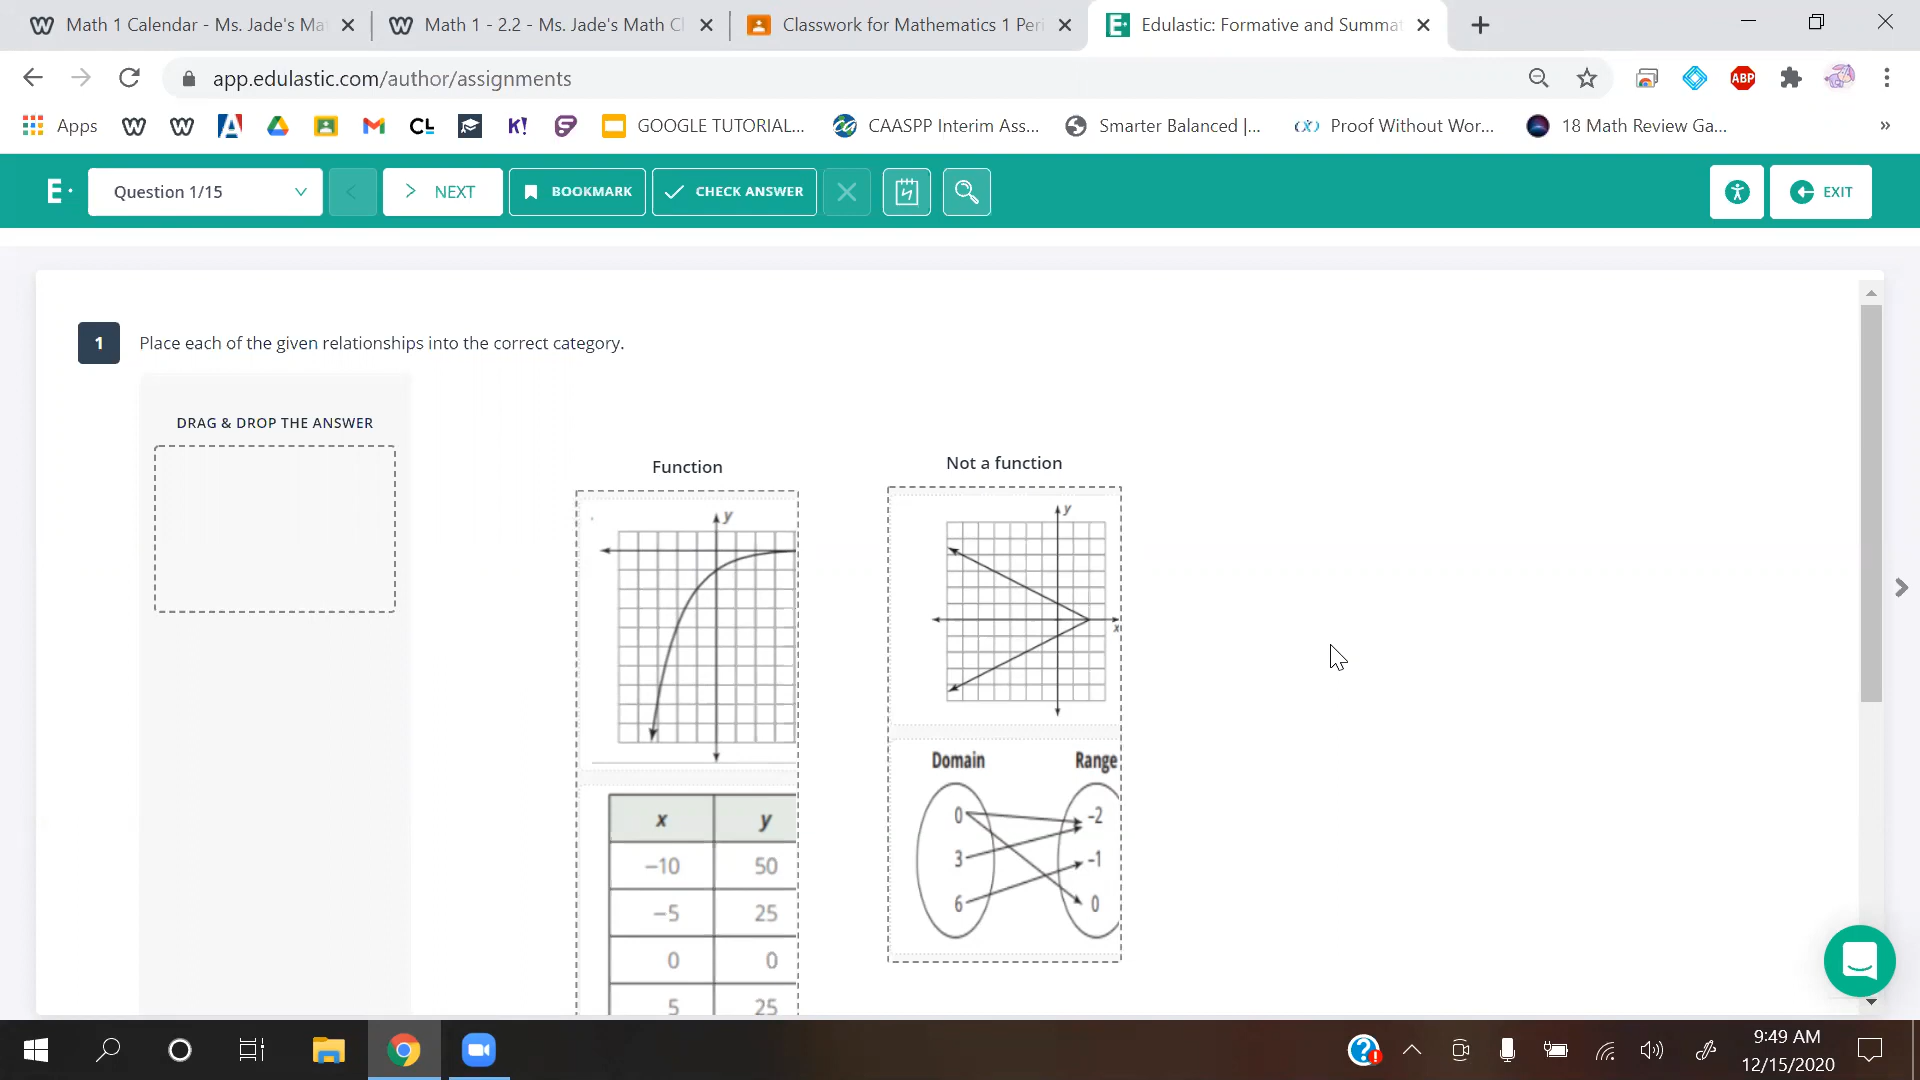 Math 1 Calendar - Ms. Jade's Ma
Math 1 - 2.2 - Ms. Jade's Math Cl
Classwork for Mathematics 1 Peri
Edulastic: Formative and Summat
app.edulastic.com/author/assignments
ABP
Apps
CL
K!
GOOGLE TUTORIAL...
CAASPP Interim Ass...
Smarter Balanced |...
Proof Without Wor...
18 Math Review Ga...
»
E
Question 1/15
NEXT
BOOKMARK
CHECK ANSWER
EXIT
1 Place each of the given relationships into the correct category.
DRAG & DROP THE ANSWER
Function
Not a function
y
y
x
Domain Range
0 -2
3 -1
6 0
x y
-10 50
-5 25
0 0
5 25
9:49 AM
12/15/2020